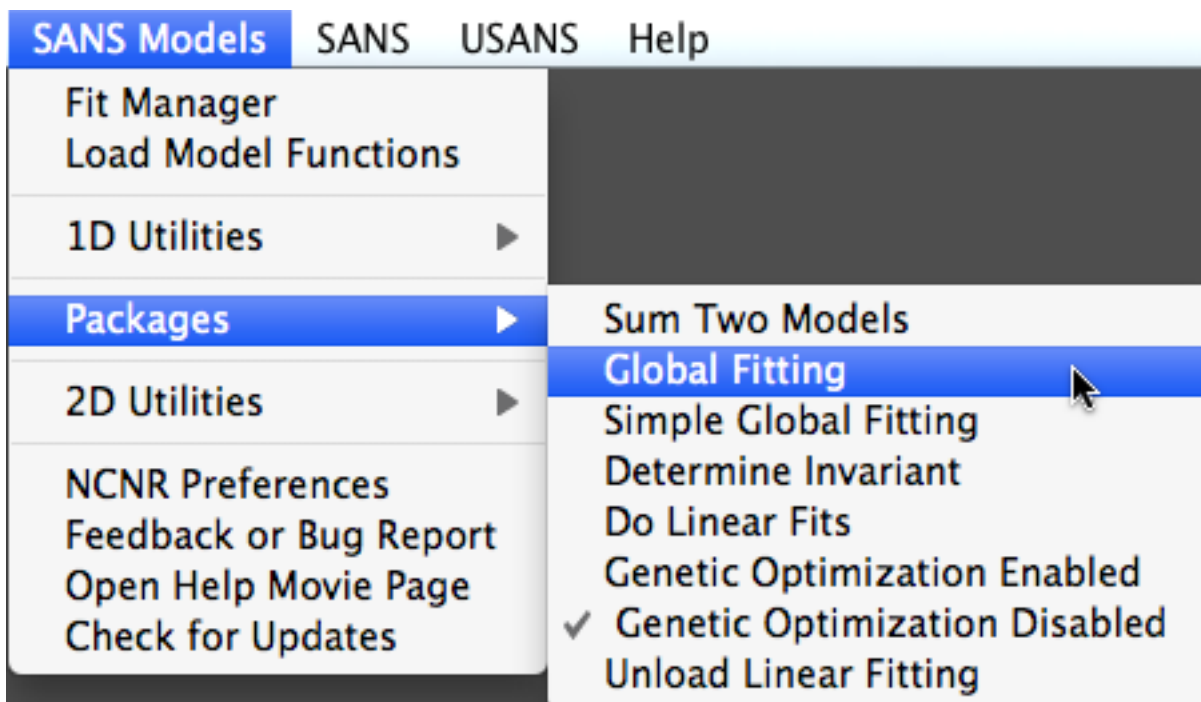 SANS Models SANS USANS Help
Fit Manager
Load Model Functions
1D Utilities
Packages
2D Utilities
NCNR Preferences
Feedback or Bug Report
Open Help Movie Page
Check for Updates
Sum Two Models
Global Fitting
Simple Global Fitting
Determine Invariant
Do Linear Fits
Genetic Optimization Enabled
Genetic Optimization Disabled
Unload Linear Fitting